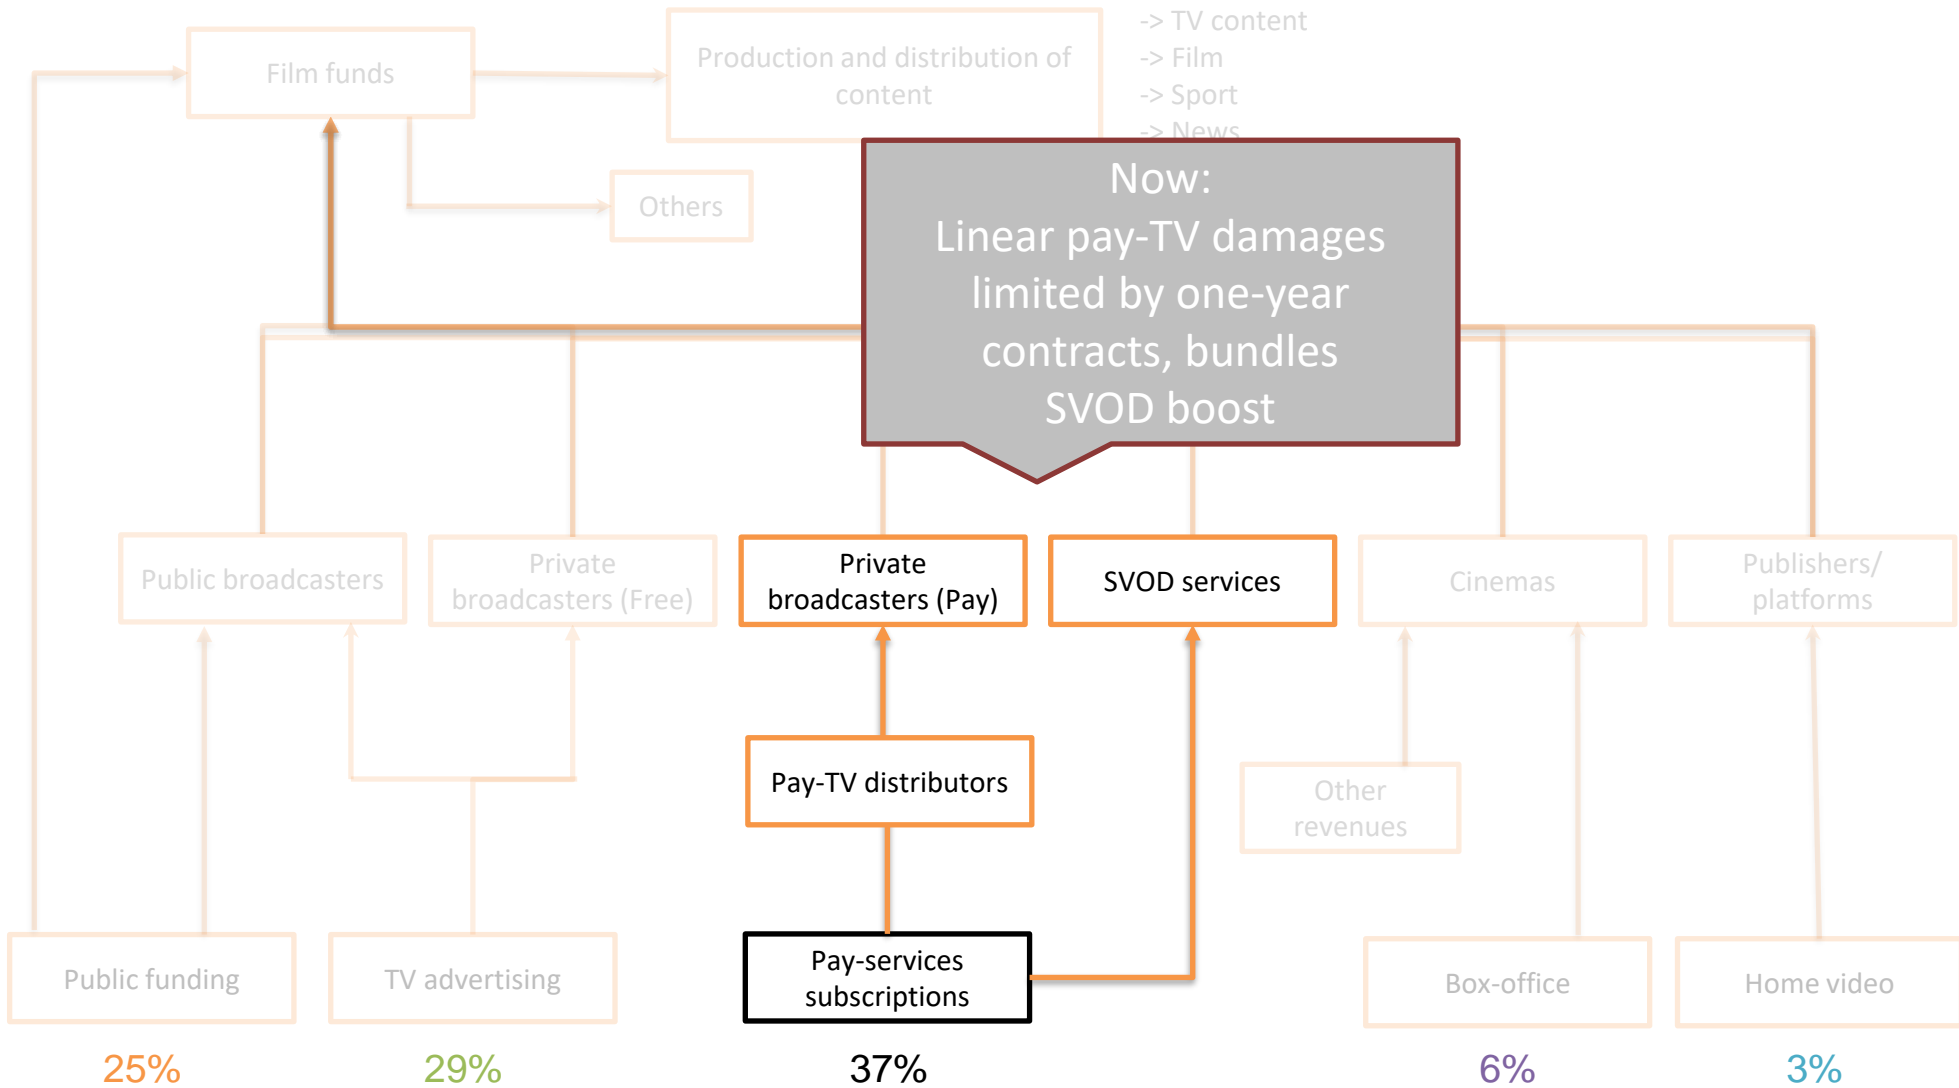 -> TV content
-> Film
-> Sport
-> News
Film funds
Production and distribution of
content
Others
Now:
Linear pay-TV damages
limited by one-year
contracts, bundles
SVOD boost
Public broadcasters
Private
broadcasters (Free)
Private
broadcasters (Pay)
SVOD services
Cinemas
Publishers/
platforms
Pay-TV distributors
Other
revenues
Public funding
TV advertising
Pay-services
subscriptions
Box-office
Home video
25%
29%
37%
6%
3%